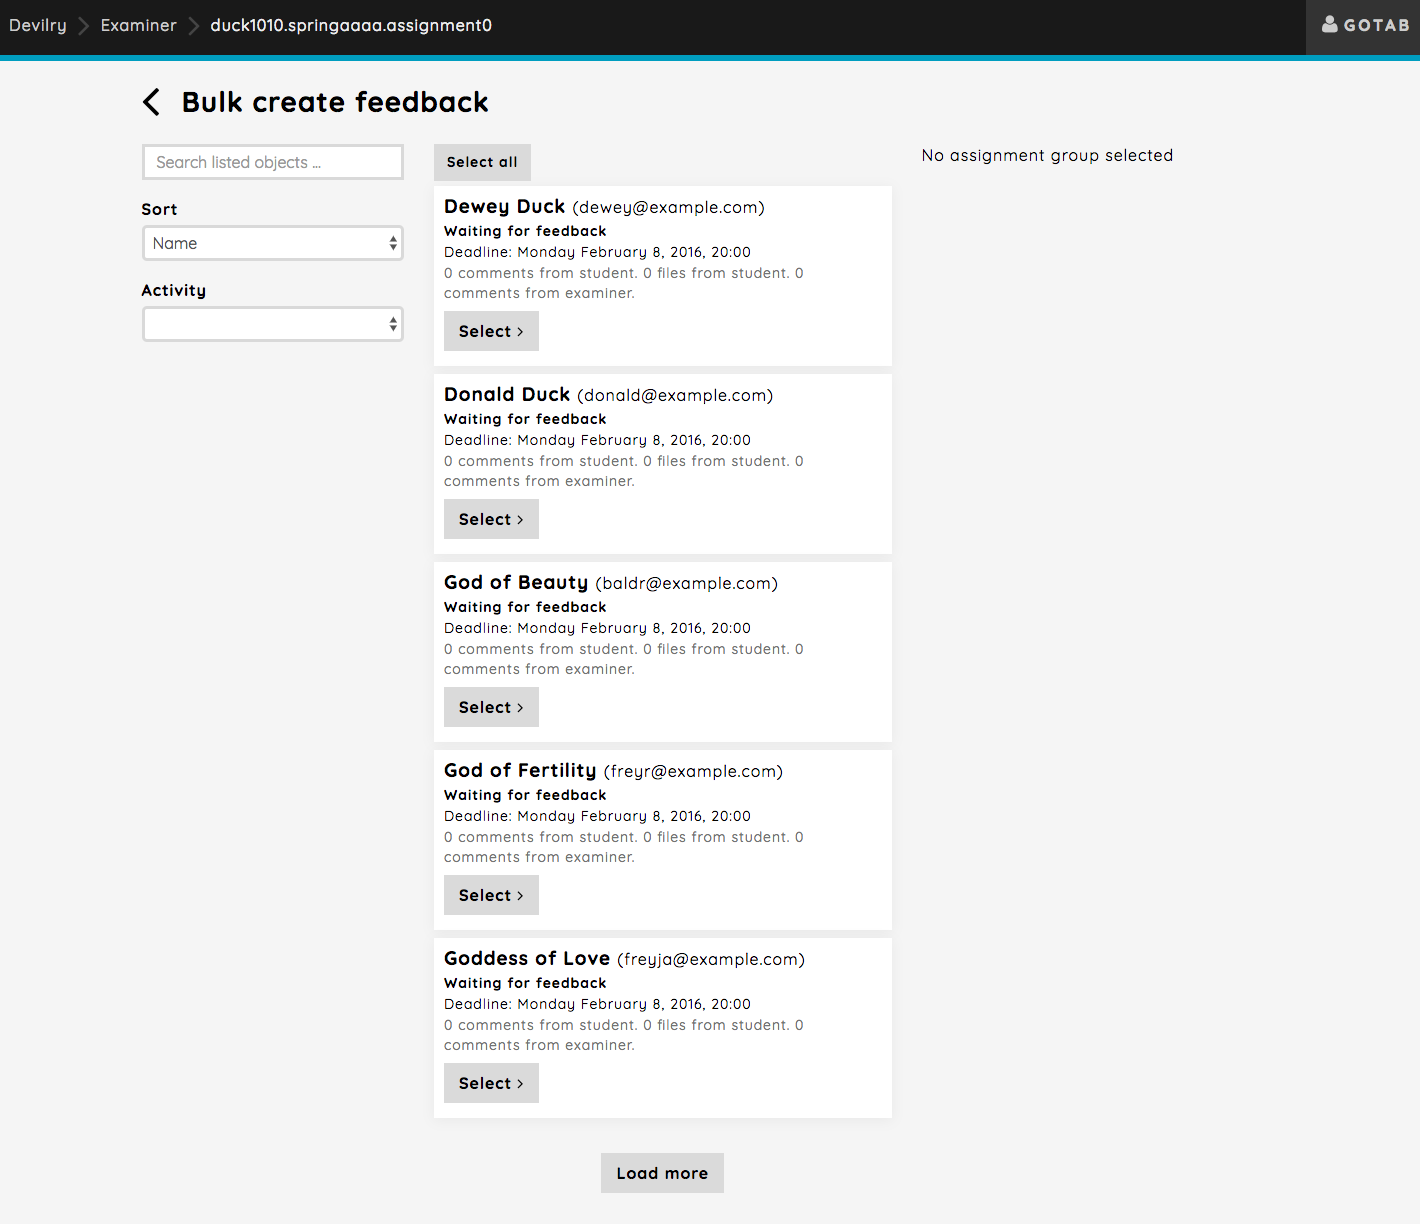 Devilry Examiner duck1010.springaaaa.assignment0 GOTAB
Bulk create feedback
Search listed objects ...
Sort
Name
Activity
Select all
Dewey Duck (dewey@example.com)
Waiting for feedback
Deadline: Monday February 8, 2016, 20:00
0 comments from student. 0 files from student. 0
comments from examiner.
Select
Donald Duck (donald@example.com)
Waiting for feedback
Deadline: Monday February 8, 2016, 20:00
0 comments from student. 0 files from student. 0
comments from examiner.
Select
God of Beauty (baldr@example.com)
Waiting for feedback
Deadline: Monday February 8, 2016, 20:00
0 comments from student. 0 files from student. 0
comments from examiner.
Select
God of Fertility (freyr@example.com)
Waiting for feedback
Deadline: Monday February 8, 2016, 20:00
0 comments from student. 0 files from student. 0
comments from examiner.
Select
Goddess of Love (freyja@example.com)
Waiting for feedback
Deadline: Monday February 8, 2016, 20:00
0 comments from student. 0 files from student. 0
comments from examiner.
Select
Load more
No assignment group selected